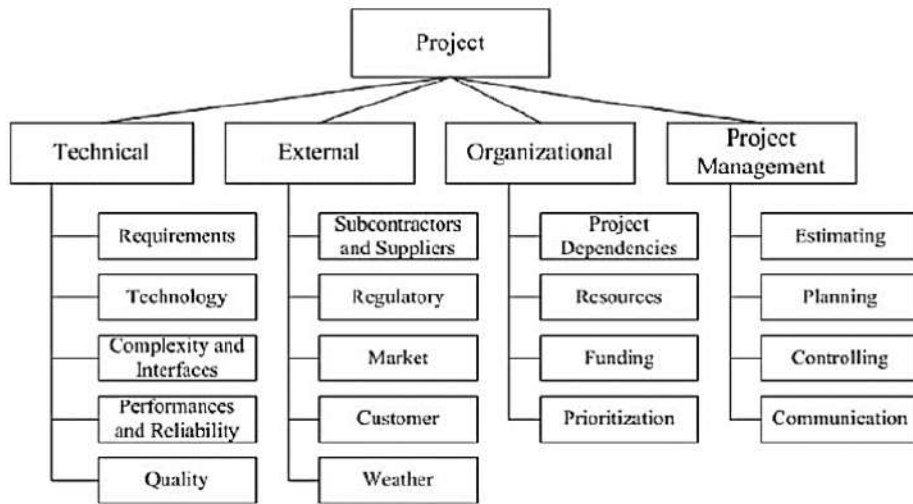 Project
Technical
External
Organizational
Project
Management
Requirements
Technology
Complexity and
Interfaces
Performances
and Reliability
Quality
Subcontractors
and Suppliers
Regulatory
Market
Customer
Weather
Project
Dependencies
Resources
Funding
Prioritization
Estimating
Planning
Controlling
Communication